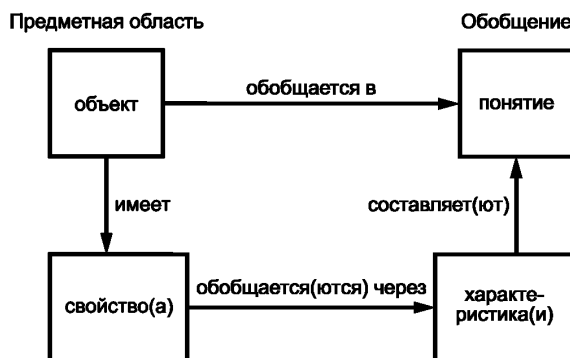 Предметная область
Обобщение
объект
обобщается в
понятие
имеет
составляет(ют)
свойство(а)
обобщается(ются) через
характе-
ристика(и)